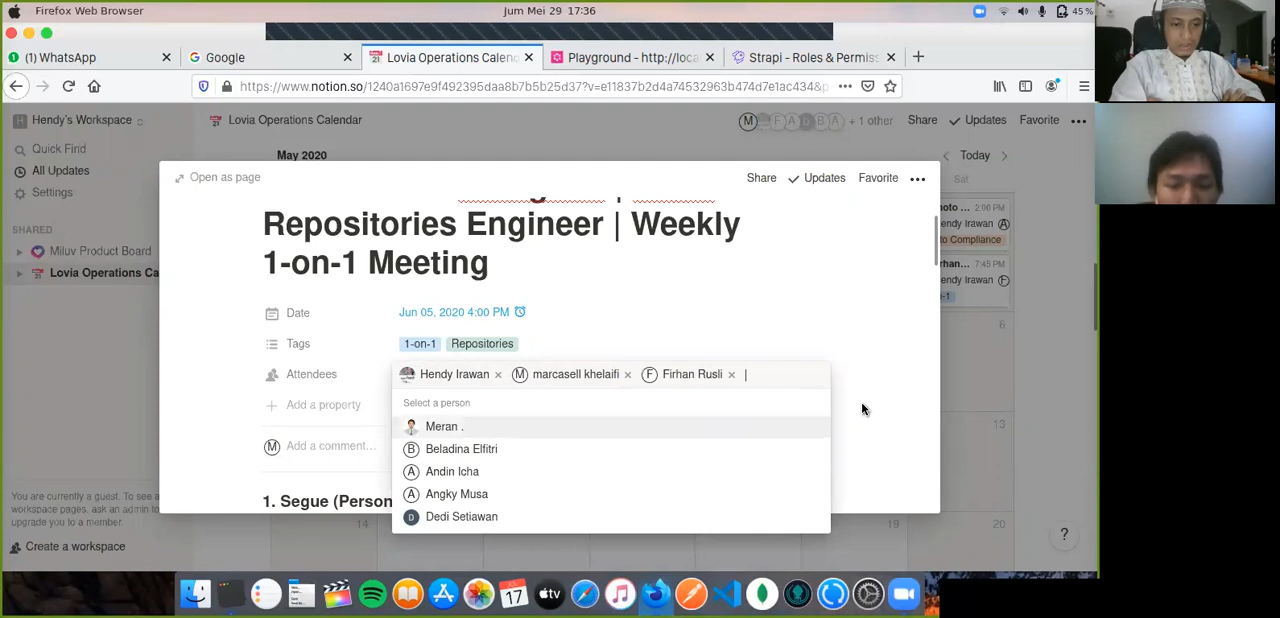 Firefox Web Browser
Jum Mei 29 17:36
45%
(1) WhatsApp
Google
Lovia Operations Calen
Playground - http://loca
Strapi - Roles & Permiss
https://www.notion.so/1240a1697e9f492395daa8b7b5b25d37?v=e11837b2d4a74532963b474d7e1ac434&p
H Hendy's Workspace
Lovia Operations Calendar
M F A D B A + 1 other
Share
Updates
Favorite
Quick Find
All Updates
Settings
SHARED
Miluv Product Board
Lovia Operations Ca
May 2020
Today
Sat
Open as page
Share
Updates
Favorite
Repositories Engineer | Weekly
1-on-1 Meeting
Date
Jun 05, 2020 4:00 PM
Tags
1-on-1 Repositories
Attendees
Hendy Irawan × M marcasell khelaifi × F Firhan Rusli ×
Select a person
Meran .
B Beladina Elfitri
A Andin Icha
A Angky Musa
D Dedi Setiawan
Add a property
M Add a comment…
1. Segue (Person
2:00 PM
endy Irawan A
to Compliance
rhan… 7:45 PM
endy Irawan F
-1
6
13
14
19
20
You are currently a guest. To see a
workspace pages, ask an admin to
upgrade you to a member.
Create a workspace
?
17